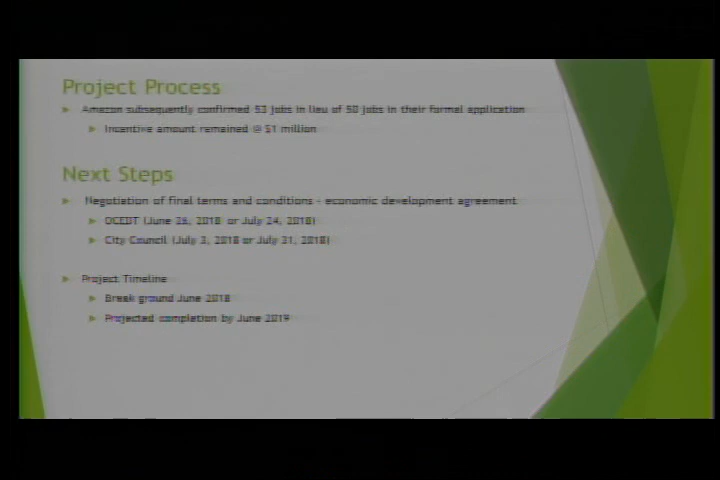 Project Process
Amazon subsequently confirmed 53 jobs in lieu of 50 jobs in their formal application
Incentive amount remained @ $1 million
Next Steps
Negotiation of final terms and conditions - economic development agreement
OCEDT (June 26, 2018 or July 24, 2018)
City Council (July 3, 2018 or July 31, 2018)
Project Timeline
Break ground June 2018
Projected completion by June 2019